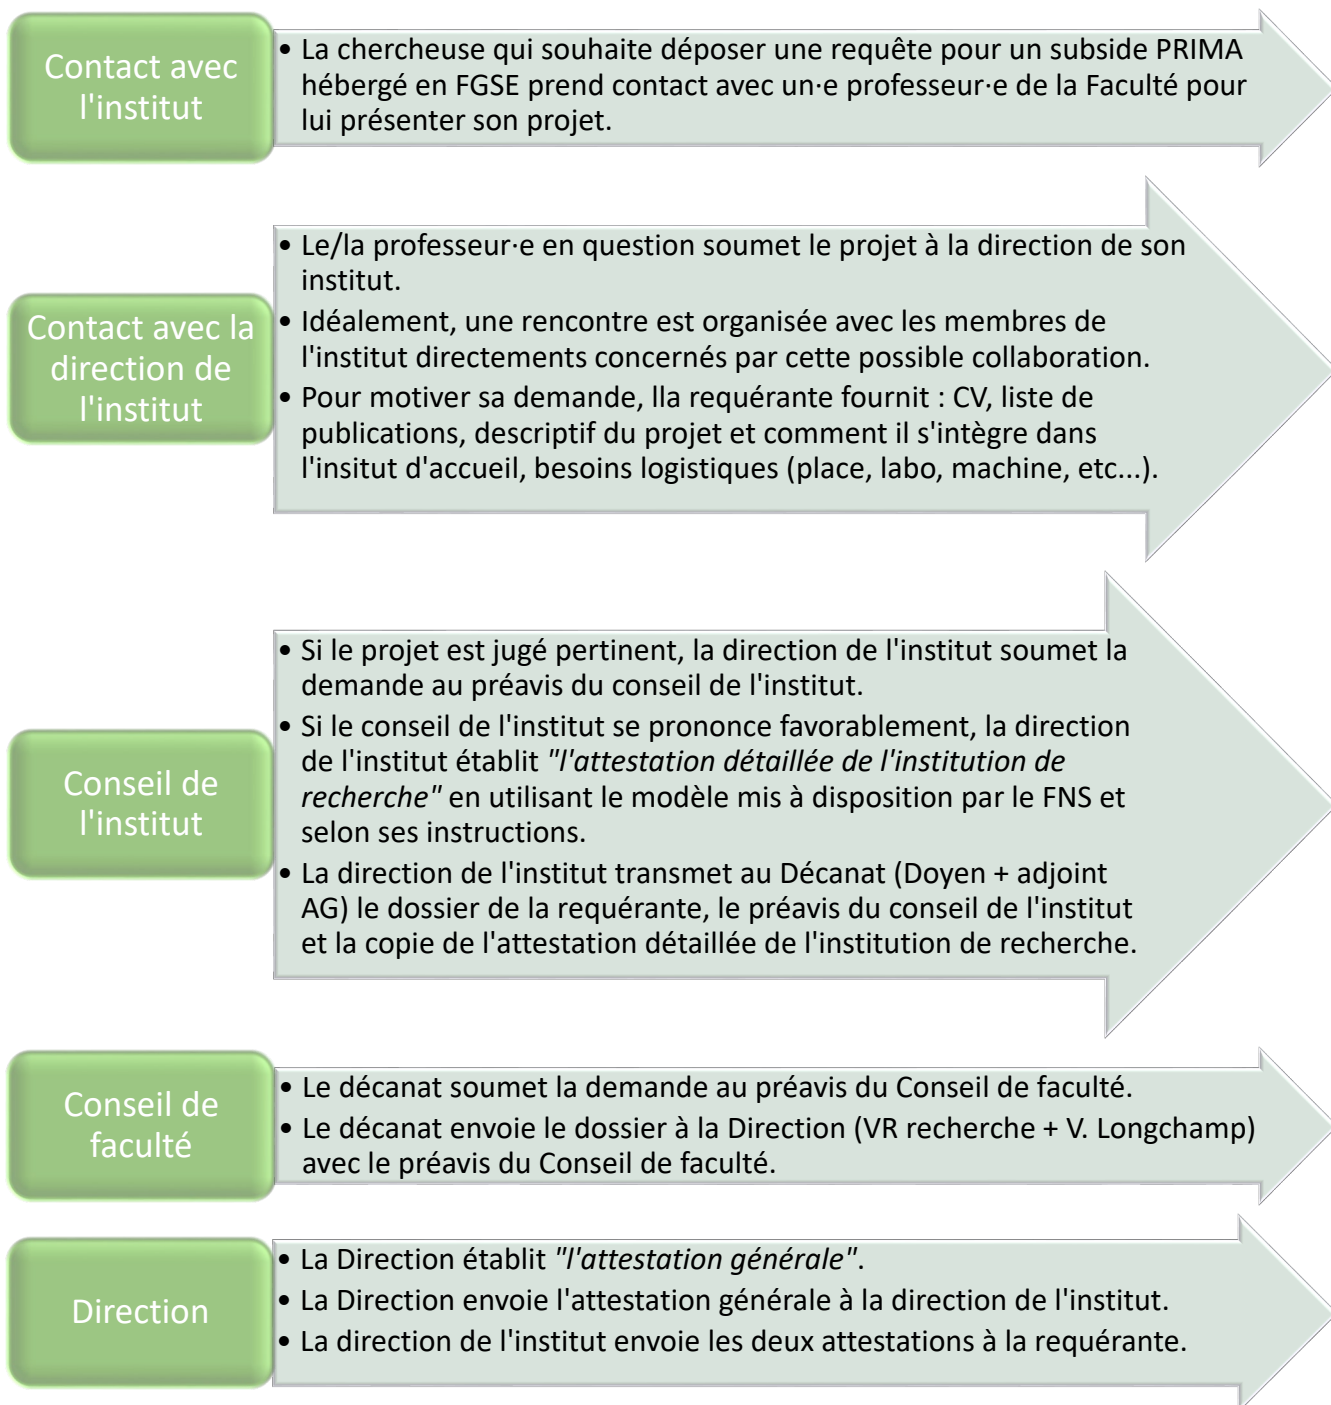 Contact avec
l'institut
• La chercheuse qui souhaite déposer une requête pour un subside PRIMA
hébergé en FGSE prend contact avec un·e professeur·e de la Faculté pour
lui présenter son projet.
Contact avec la
direction de
l'institut
• Le/la professeur·e en question soumet le projet à la direction de son
institut.
• Idéalement, une rencontre est organisée avec les membres de
l'institut directements concernés par cette possible collaboration.
• Pour motiver sa demande, lla requérante fournit : CV, liste de
publications, descriptif du projet et comment il s'intègre dans
l'insitut d'accueil, besoins logistiques (place, labo, machine, etc...).
Conseil de
l'institut
• Si le projet est jugé pertinent, la direction de l'institut soumet la
demande au préavis du conseil de l'institut.
• Si le conseil de l'institut se prononce favorablement, la direction
de l'institut établit "l'attestation détaillée de l'institution de
recherche" en utilisant le modèle mis à disposition par le FNS et
selon ses instructions.
• La direction de l'institut transmet au Décanat (Doyen + adjoint
AG) le dossier de la requérante, le préavis du conseil de l'institut
et la copie de l'attestation détaillée de l'institution de recherche.
Conseil de
faculté
• Le décanat soumet la demande au préavis du Conseil de faculté.
• Le décanat envoie le dossier à la Direction (VR recherche + V. Longchamp)
avec le préavis du Conseil de faculté.
Direction
• La Direction établit "l'attestation générale".
• La Direction envoie l'attestation générale à la direction de l'institut.
• La direction de l'institut envoie les deux attestations à la requérante.